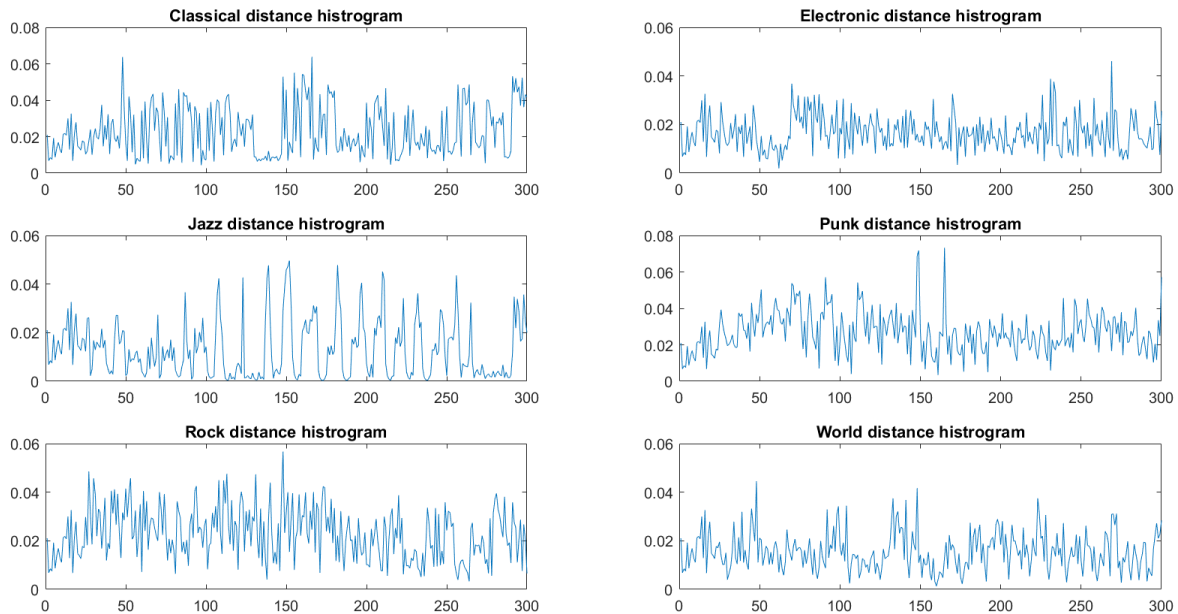 Classical distance histrogram
0.08
0.06
0.04
0.02
0
0 50 100 150 200 250 300
Electronic distance histrogram
0.06
0.04
0.02
0
0 50 100 150 200 250 300
Jazz distance histrogram
0.06
0.04
0.02
0
0 50 100 150 200 250 300
Punk distance histrogram
0.08
0.06
0.04
0.02
0
0 50 100 150 200 250 300
Rock distance histrogram
0.06
0.04
0.02
0
0 50 100 150 200 250 300
World distance histrogram
0.06
0.04
0.02
0
0 50 100 150 200 250 300